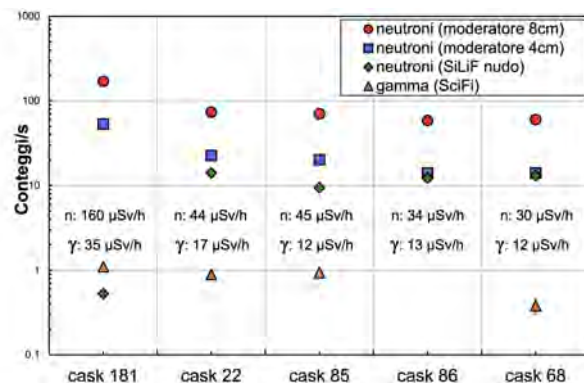 1000
100
10
1
0.1
Conteggi/s
neutroni (moderatore 8cm)
neutroni (moderatore 4cm)
neutroni (SiLiF nudo)
gamma (SciFi)
n: 160 µSv/h n: 44 µSv/h n: 45 µSv/h n: 34 µSv/h n: 30 µSv/h
γ: 35 µSv/h γ: 17 µSv/h γ: 12 µSv/h γ: 13 µSv/h γ: 12 µSv/h
cask 181 cask 22 cask 85 cask 86 cask 68